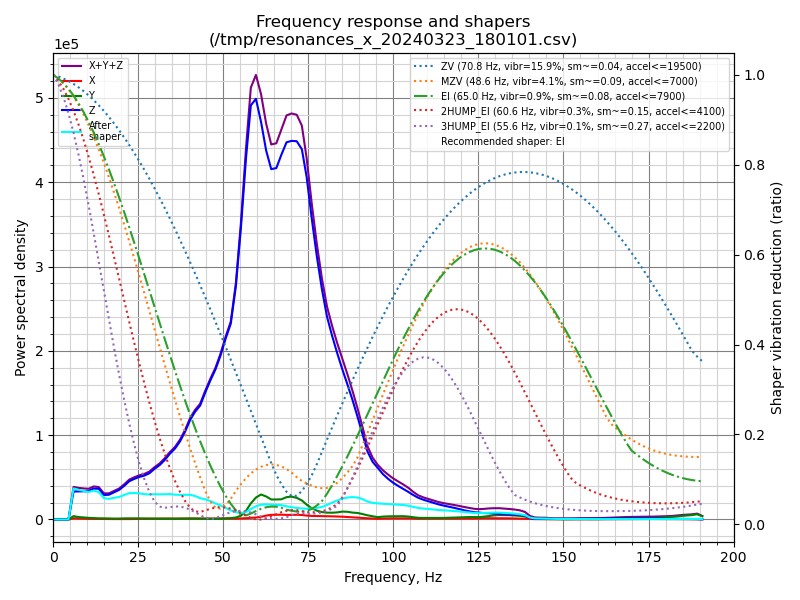 Frequency response and shapers
(/tmp/resonances_x_20240323_180101.csv)
1e5
X+Y+Z
X
Y
Z
After
shaper
ZV (70.8 Hz, vibr=15.9%, sm~=0.04, accel<=19500)
MZV (48.6 Hz, vibr=4.1%, sm~=0.09, accel<=7000)
EI (65.0 Hz, vibr=0.9%, sm~=0.08, accel<=7900)
2HUMP_EI (60.6 Hz, vibr=0.3%, sm~=0.15, accel<=4100)
3HUMP_EI (55.6 Hz, vibr=0.1%, sm~=0.27, accel<=2200)
Recommended shaper: EI
5
4
3
2
1
0
Power spectral density
1.0
0.8
0.6
0.4
0.2
0.0
Shaper vibration reduction (ratio)
0 25 50 75 100 125 150 175 200
Frequency, Hz